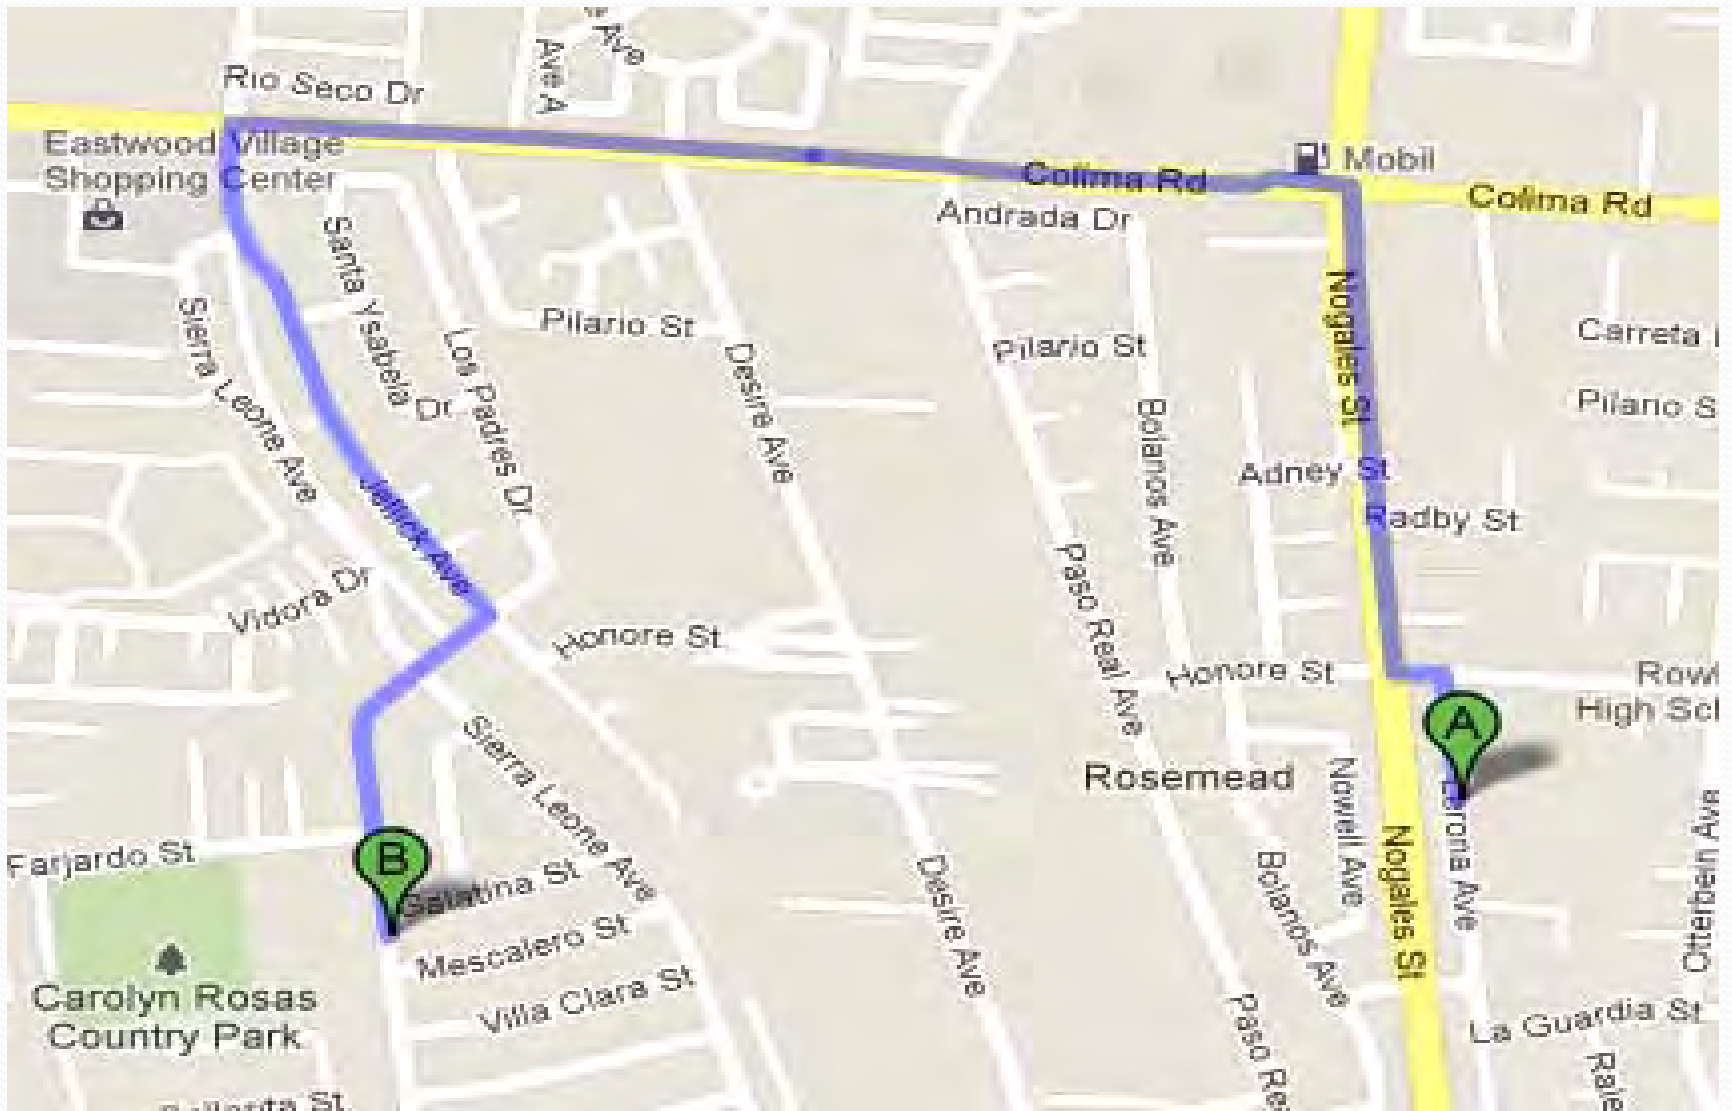 Ave
Ave A
Rio Seco Dr
Eastwood Village
Shopping Center
Mobil
Colima Rd
Colima Rd
Andrada Dr
Santa Ysabela
Dr
Sierra Leone Ave
Los Padres Dr
Pilario St
Pilario St
Desire Ave
Nogales St
Carreta
Pilario S
Bolanos Ave
Adney St
Radby St
Jellick Ave
Vidora Dr
Honore St
Paso Real Ave
Honore St
Rowl
High Sch
A
Sierra Leone Ave
Rosemead
Nowell Ave
Nogales St
Otterbein Ave
Farjardo St
B
Galatina St
Desire Ave
Bolanos Ave
Mescalero St
Carolyn Rosas
Country Park
Villa Clara St
Paso Re
La Guardia St